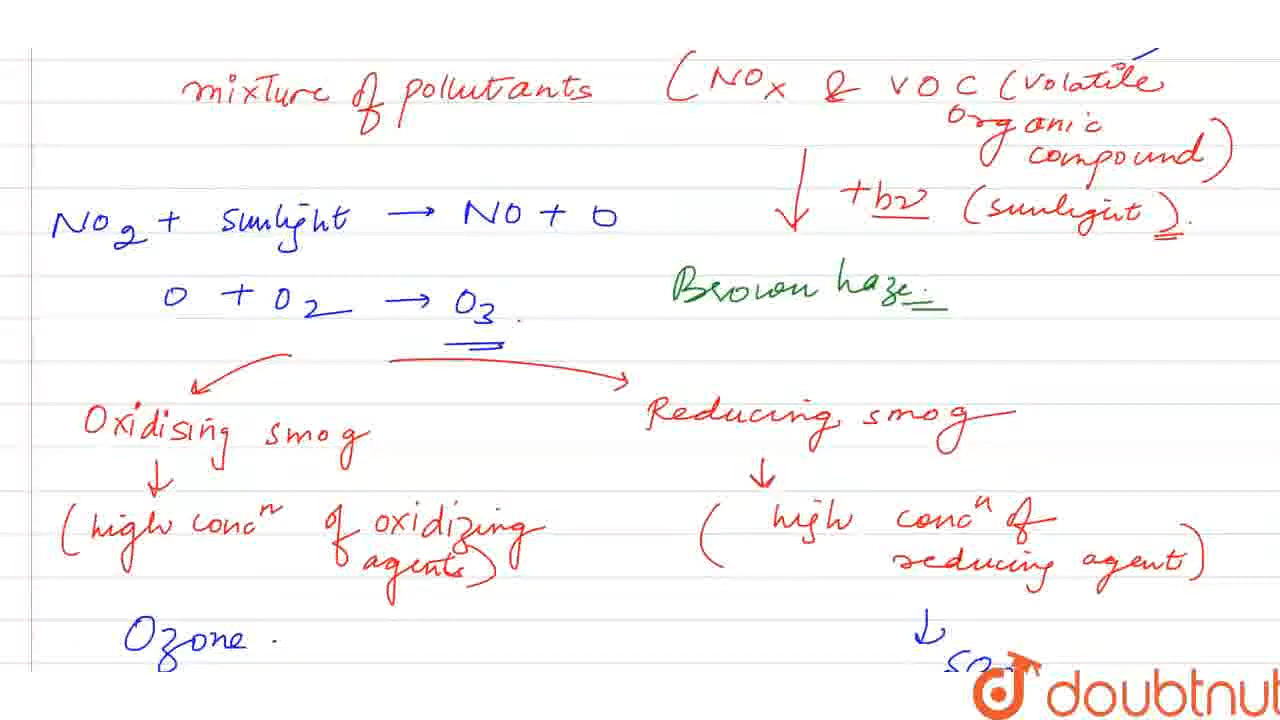 mixture of pollutants (NOx & VOC (volatile
organic
compound)
+hν (sunlight).
NO2 + sunlight → NO + O
Brown haze.
O + O2 → O3.
Oxidising smog
Reducing smog
↓
↓
(high concn of oxidizing
agents)
(high concn of
reducing agent)
Ozone.
↓
doubtnut